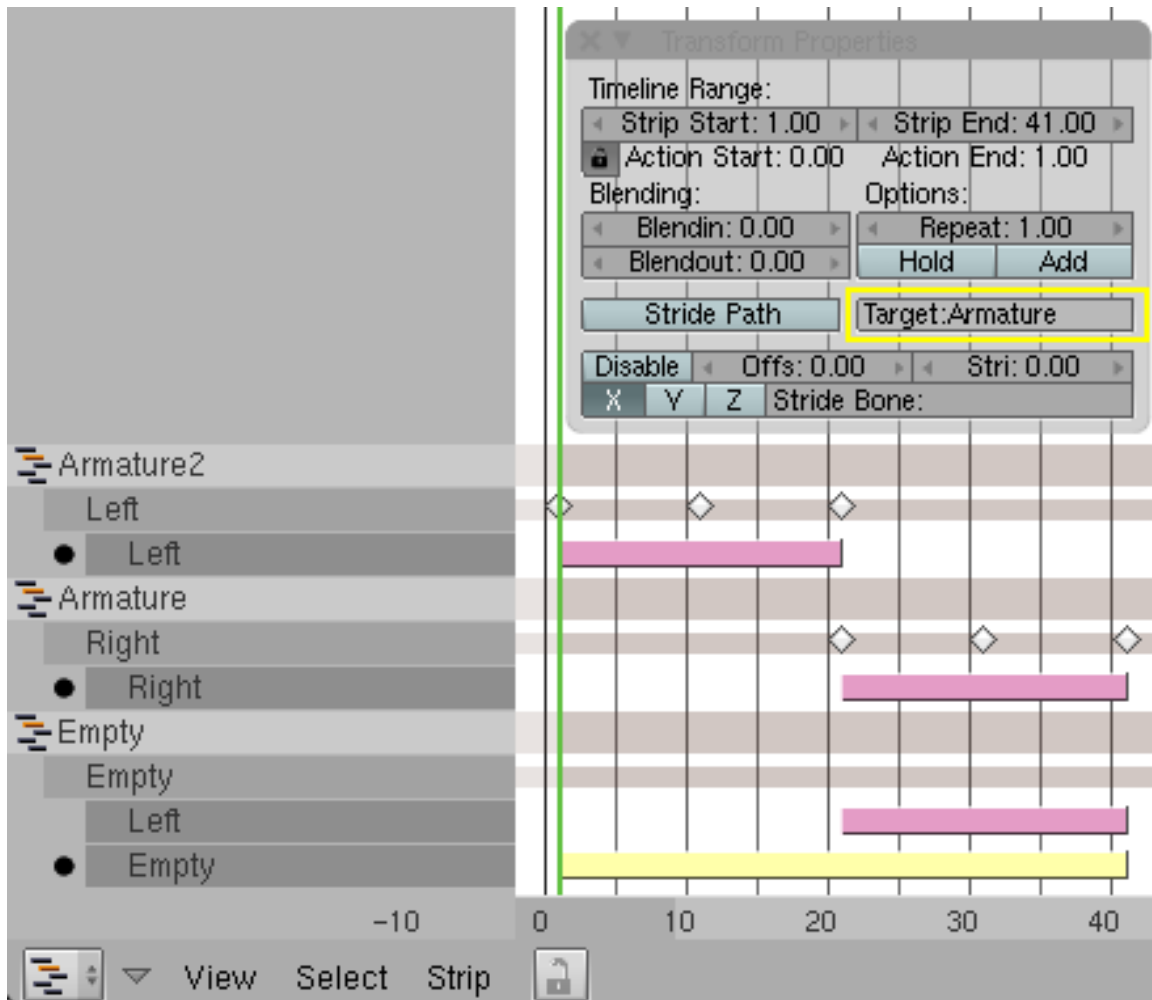 Transform Properties
Timeline Range:
Strip Start: 1.00 Strip End: 41.00
Action Start: 0.00 Action End: 1.00
Blending: Options:
Blendin: 0.00 Repeat: 1.00
Blendout: 0.00 Hold Add
Stride Path Target:Armature
Disable Offs: 0.00 Stri: 0.00
X Y Z Stride Bone:
Armature2
Left
Left
Armature
Right
Right
Empty
Empty
Left
Empty
-10 0 10 20 30 40
View Select Strip